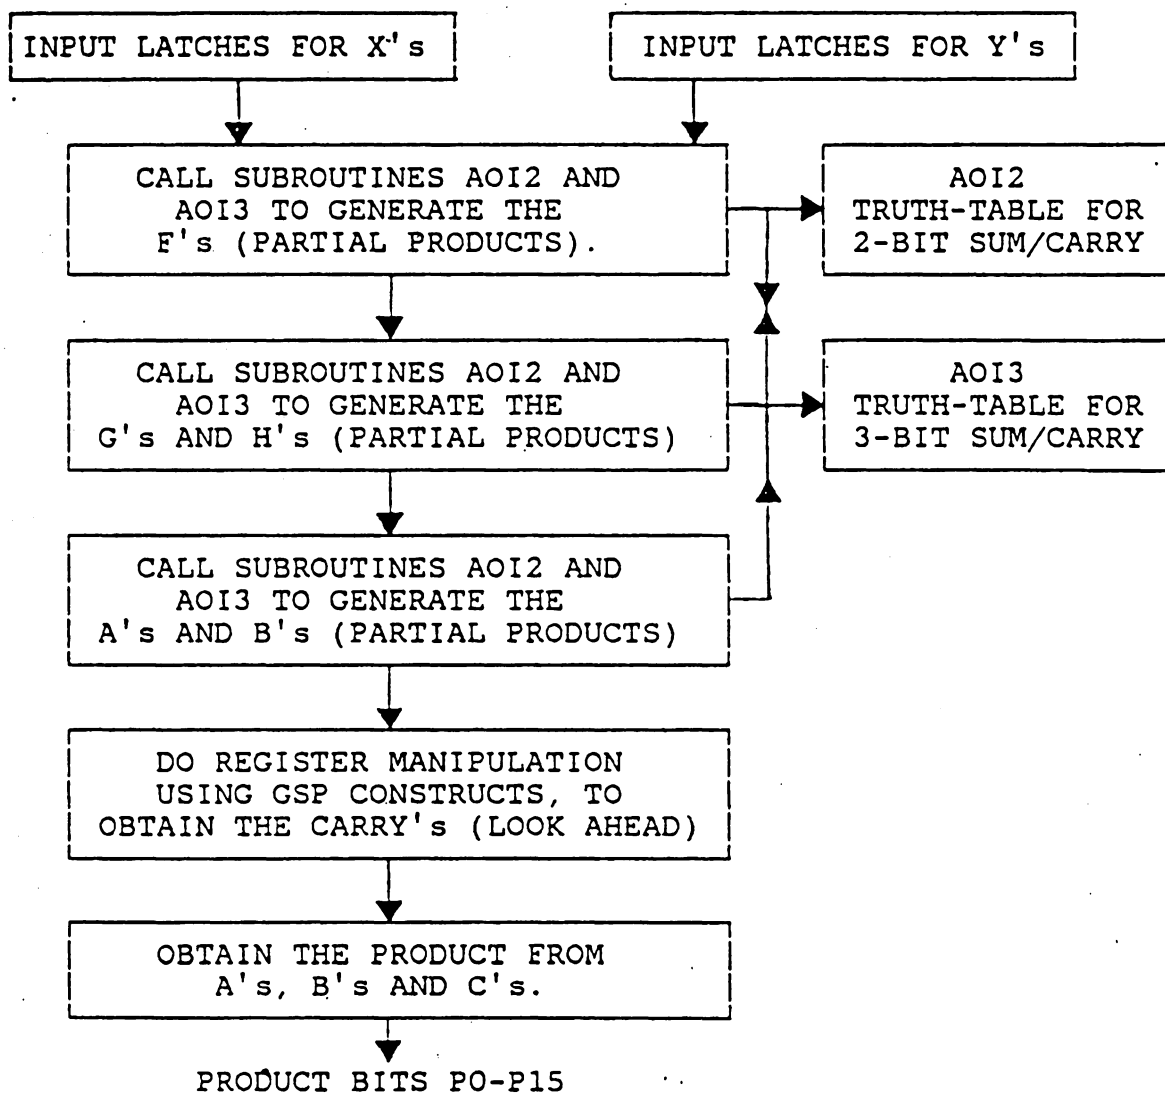 INPUT LATCHES FOR X's
INPUT LATCHES FOR Y's
CALL SUBROUTINES AOI2 AND
AOI3 TO GENERATE THE
F's (PARTIAL PRODUCTS).
AOI2
TRUTH-TABLE FOR
2-BIT SUM/CARRY
CALL SUBROUTINES AOI2 AND
AOI3 TO GENERATE THE
G's AND H's (PARTIAL PRODUCTS)
AOI3
TRUTH-TABLE FOR
3-BIT SUM/CARRY
CALL SUBROUTINES AOI2 AND
AOI3 TO GENERATE THE
A's AND B's (PARTIAL PRODUCTS)
DO REGISTER MANIPULATION
USING GSP CONSTRUCTS, TO
OBTAIN THE CARRY's (LOOK AHEAD)
OBTAIN THE PRODUCT FROM
A's, B's AND C's.
PRODUCT BITS P0-P15